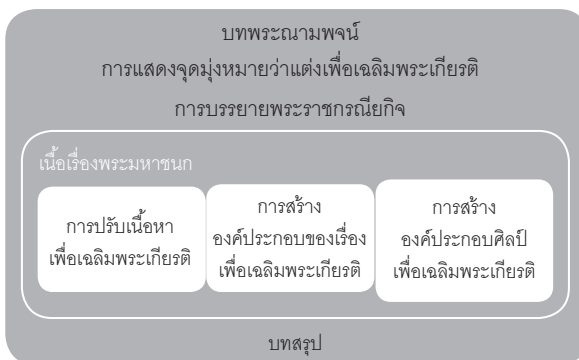 บทพระณามพจน์
การแสดงจุดมุ่งหมายว่าแต่งเพื่อเฉลิมพระเกียรติ
การบรรยายพระราชกรณียกิจ
เนื้อเรื่องพระมหาชนก
การปรับเนื้อหา
เพื่อเฉลิมพระเกียรติ
การสร้าง
องค์ประกอบของเรื่อง
เพื่อเฉลิมพระเกียรติ
การสร้าง
องค์ประกอบศิลป์
เพื่อเฉลิมพระเกียรติ
บทสรุป